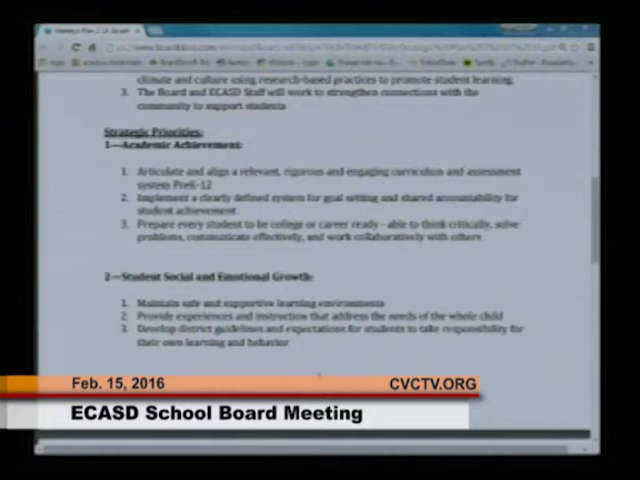 climate and culture using research-based practices to promote student learning
3. The Board and ECASD Staff will work to strengthen connections with the
community to support students
Strategic Priorities:
1—Academic Achievement:
1. Articulate and align a relevant, rigorous and engaging curriculum and assessment
system PreK-12
2. Implement a clearly defined system for goal setting and shared accountability for
student achievement
3. Prepare every student to be college or career ready - able to think critically, solve
problems, communicate effectively, and work collaboratively with others
2—Student Social and Emotional Growth:
1. Maintain safe and supportive learning environments
2. Provide experiences and instruction that address the needs of the whole child
3. Develop district guidelines and expectations for students to take responsibility for
their own learning and behavior
Feb. 15, 2016 CVCTV.ORG
ECASD School Board Meeting